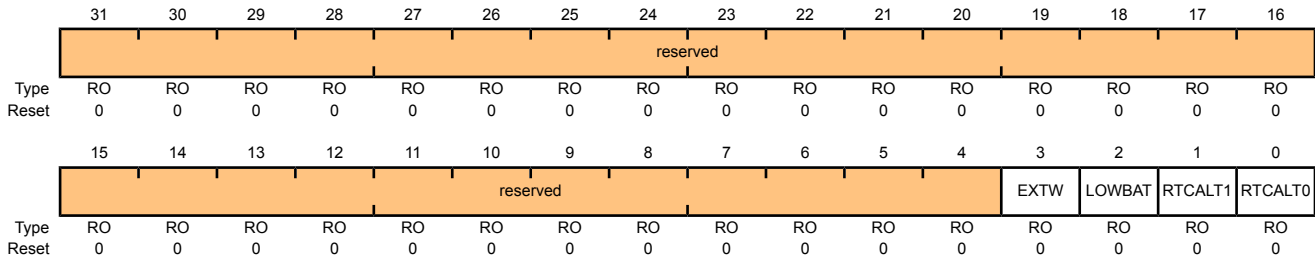 31 30 29 28 27 26 25 24 23 22 21 20 19 18 17 16
reserved
Type RO RO RO RO RO RO RO RO RO RO RO RO RO RO RO RO
Reset 0 0 0 0 0 0 0 0 0 0 0 0 0 0 0 0
15 14 13 12 11 10 9 8 7 6 5 4 3 2 1 0
reserved EXTW LOWBAT RTCALT1 RTCALT0
Type RO RO RO RO RO RO RO RO RO RO RO RO RO RO RO RO
Reset 0 0 0 0 0 0 0 0 0 0 0 0 0 0 0 0